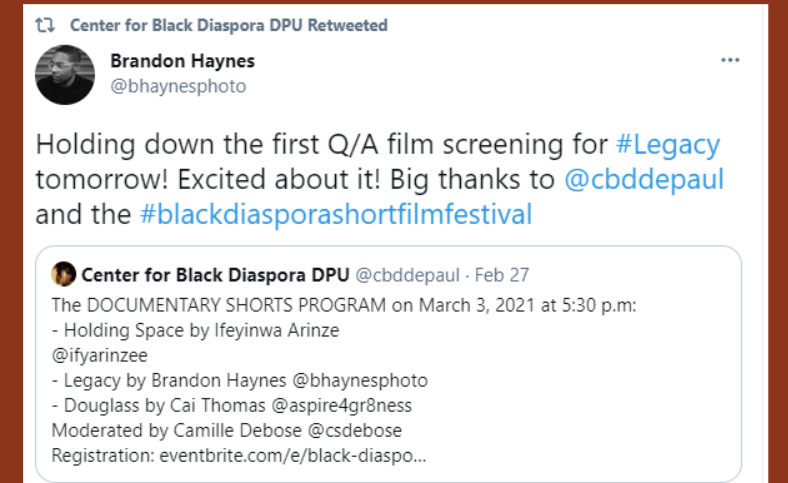 Center for Black Diaspora DPU Retweeted
Brandon Haynes
@bhaynesphoto
Holding down the first Q/A film screening for #Legacy
tomorrow! Excited about it! Big thanks to @cbddepaul
and the #blackdiasporashortfilmfestival
Center for Black Diaspora DPU @cbddepaul · Feb 27
The DOCUMENTARY SHORTS PROGRAM on March 3, 2021 at 5:30 p.m:
- Holding Space by Ifeyinwa Arinze
@ifyarinzee
- Legacy by Brandon Haynes @bhaynesphoto
- Douglass by Cai Thomas @aspire4gr8ness
Moderated by Camille Debose @csdebose
Registration: eventbrite.com/e/black-diaspo...